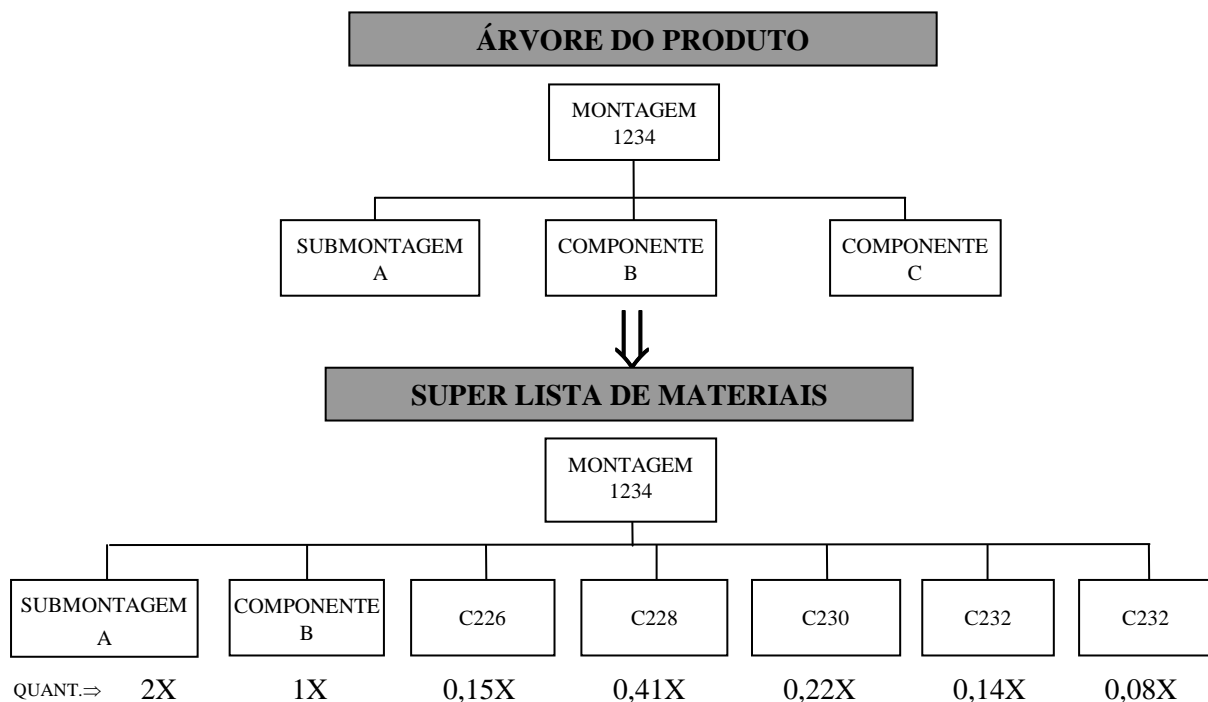 ÁRVORE DO PRODUTO
MONTAGEM
1234
SUBMONTAGEM
A
COMPONENTE
B
COMPONENTE
C
SUPER LISTA DE MATERIAIS
MONTAGEM
1234
SUBMONTAGEM
A
COMPONENTE
B
C226
C228
C230
C232
C232
QUANT.⇒ 2X 1X 0,15X 0,41X 0,22X 0,14X 0,08X